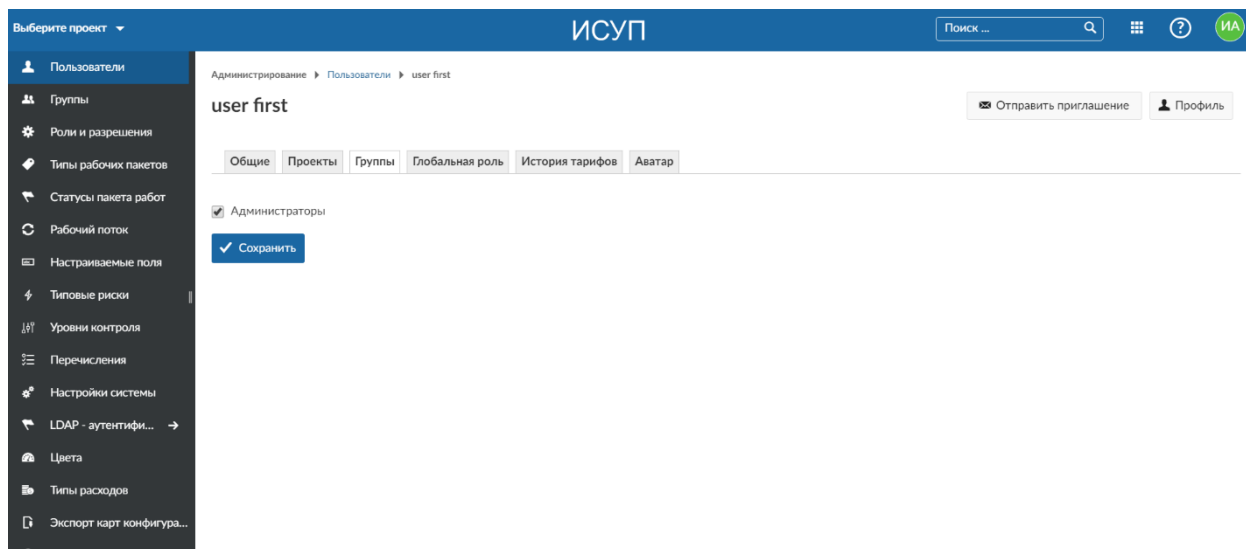 Выберите проект
ИСУП
Поиск ...
ИА
Пользователи
Группы
Роли и разрешения
Типы рабочих пакетов
Статусы пакета работ
Рабочий поток
Настраиваемые поля
Типовые риски
Уровни контроля
Перечисления
Настройки системы
LDAP - аутентифи...
Цвета
Типы расходов
Экспорт карт конфигура...
Администрирование Пользователи user first
user first
Отправить приглашение
Профиль
Общие Проекты Группы Глобальная роль История тарифов Аватар
Администраторы
Сохранить